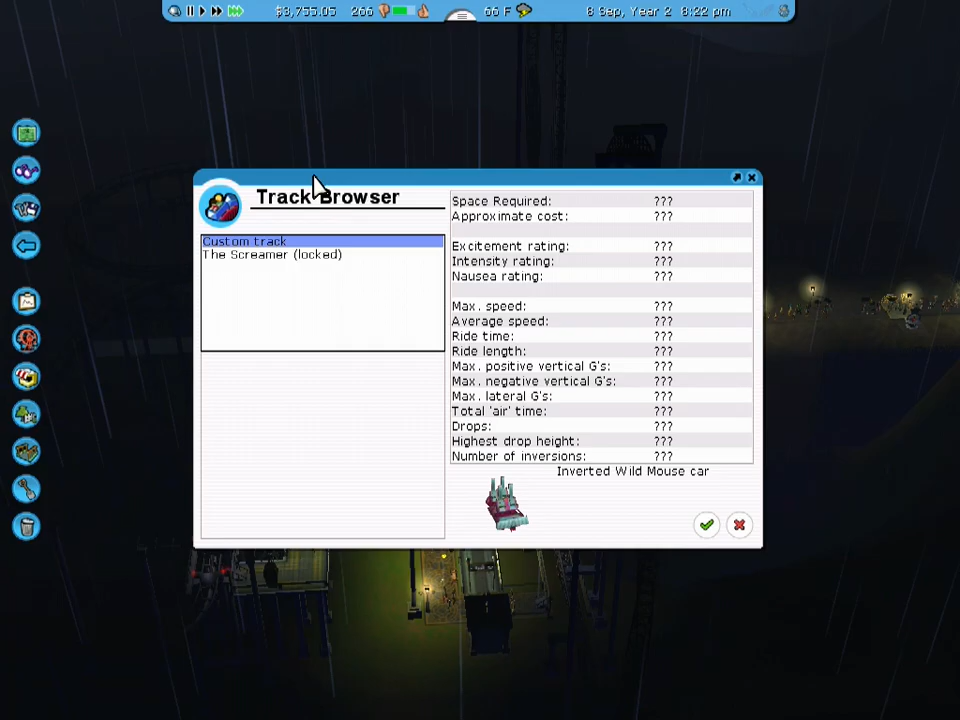 $3,755.05 266 66 F 8 Sep, Year 2 8:22 pm
Track Browser
Custom track
The Screamer (locked)
Space Required: ???
Approximate cost: ???
Excitement rating: ???
Intensity rating: ???
Nausea rating: ???
Max. speed: ???
Average speed: ???
Ride time: ???
Ride length: ???
Max. positive vertical G's: ???
Max. negative vertical G's: ???
Max. lateral G's: ???
Total 'air' time: ???
Drops: ???
Highest drop height: ???
Number of inversions: ???
Inverted Wild Mouse car